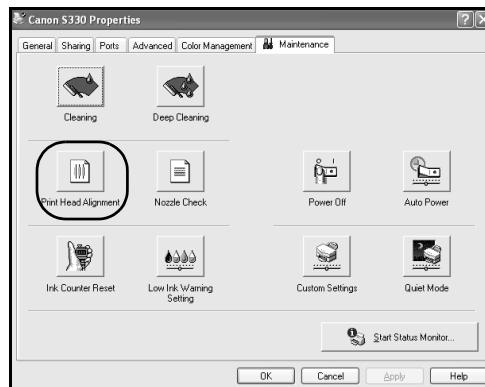 Canon S330 Properties
General Sharing Ports Advanced Color Management Maintenance
Cleaning Deep Cleaning
Print Head Alignment Nozzle Check Power Off Auto Power
Ink Counter Reset Low Ink Warning Setting Custom Settings Quiet Mode
Start Status Monitor...
OK Cancel Apply Help